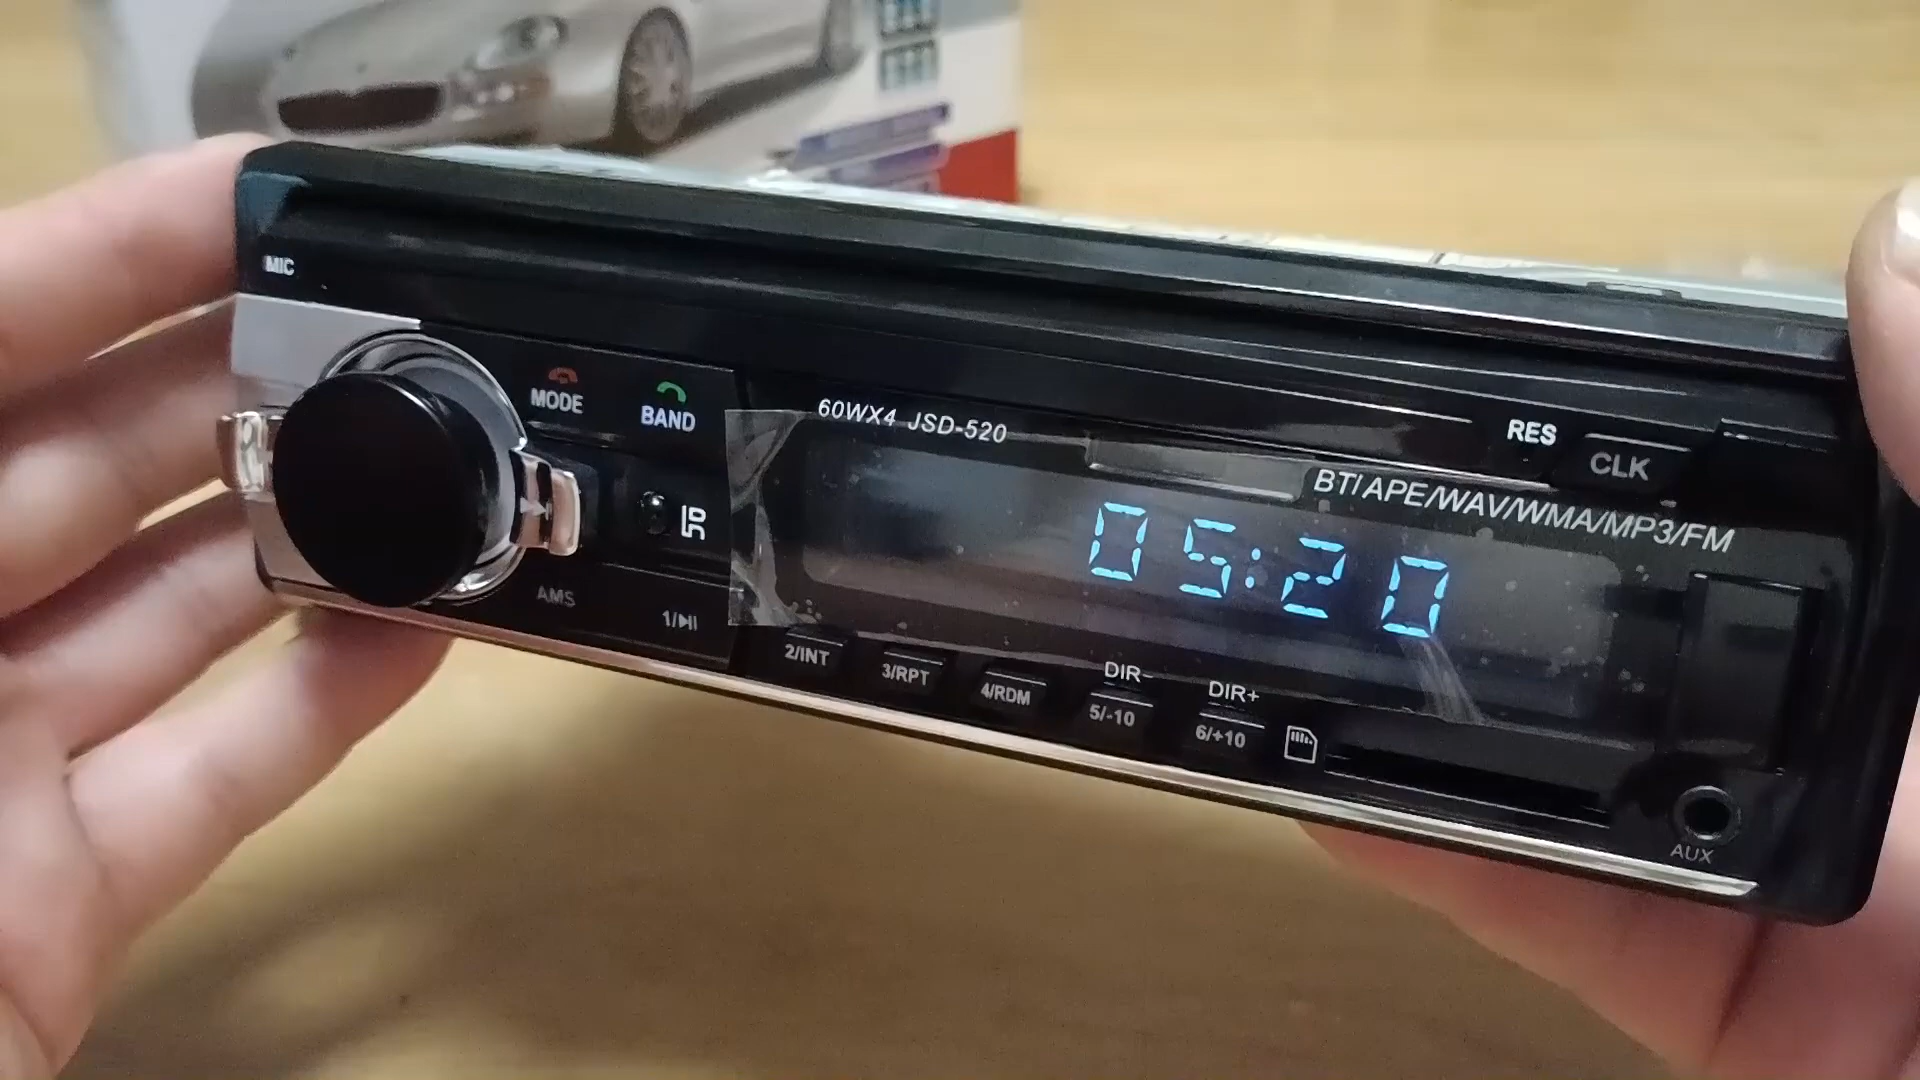 MIC
MODE
BAND
60WX4 JSD-520
RES
CLK
BT/APE/WAV/WMA/MP3/FM
05:20
AMS
1/⏯
2/INT
3/RPT
4/RDM
DIR-
5/-10
DIR+
6/+10
AUX